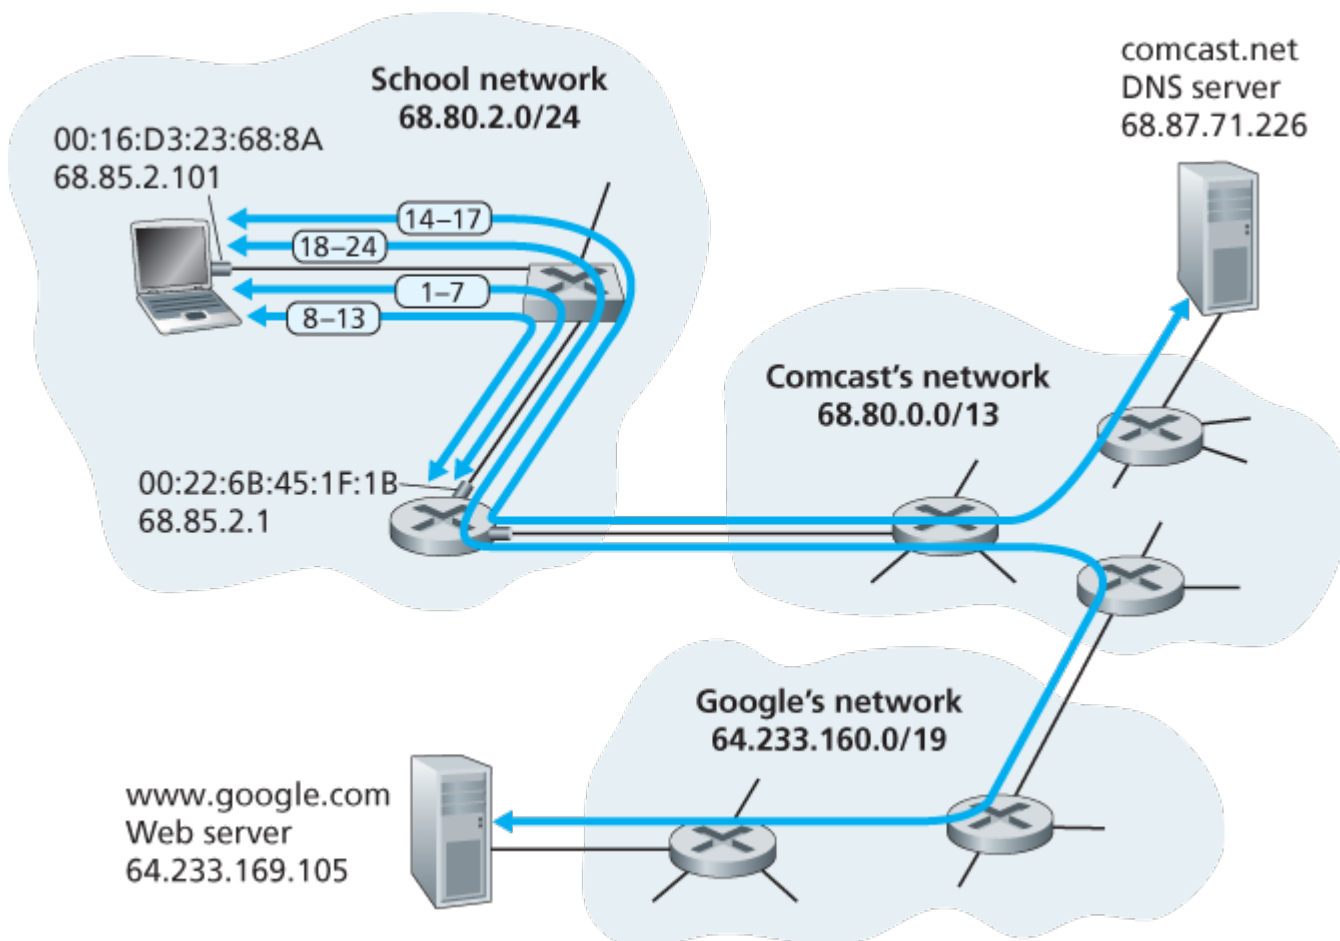 School network
68.80.2.0/24
00:16:D3:23:68:8A
68.85.2.101
14–17
18–24
1–7
8–13
00:22:6B:45:1F:1B
68.85.2.1
comcast.net
DNS server
68.87.71.226
Comcast's network
68.80.0.0/13
Google's network
64.233.160.0/19
www.google.com
Web server
64.233.169.105